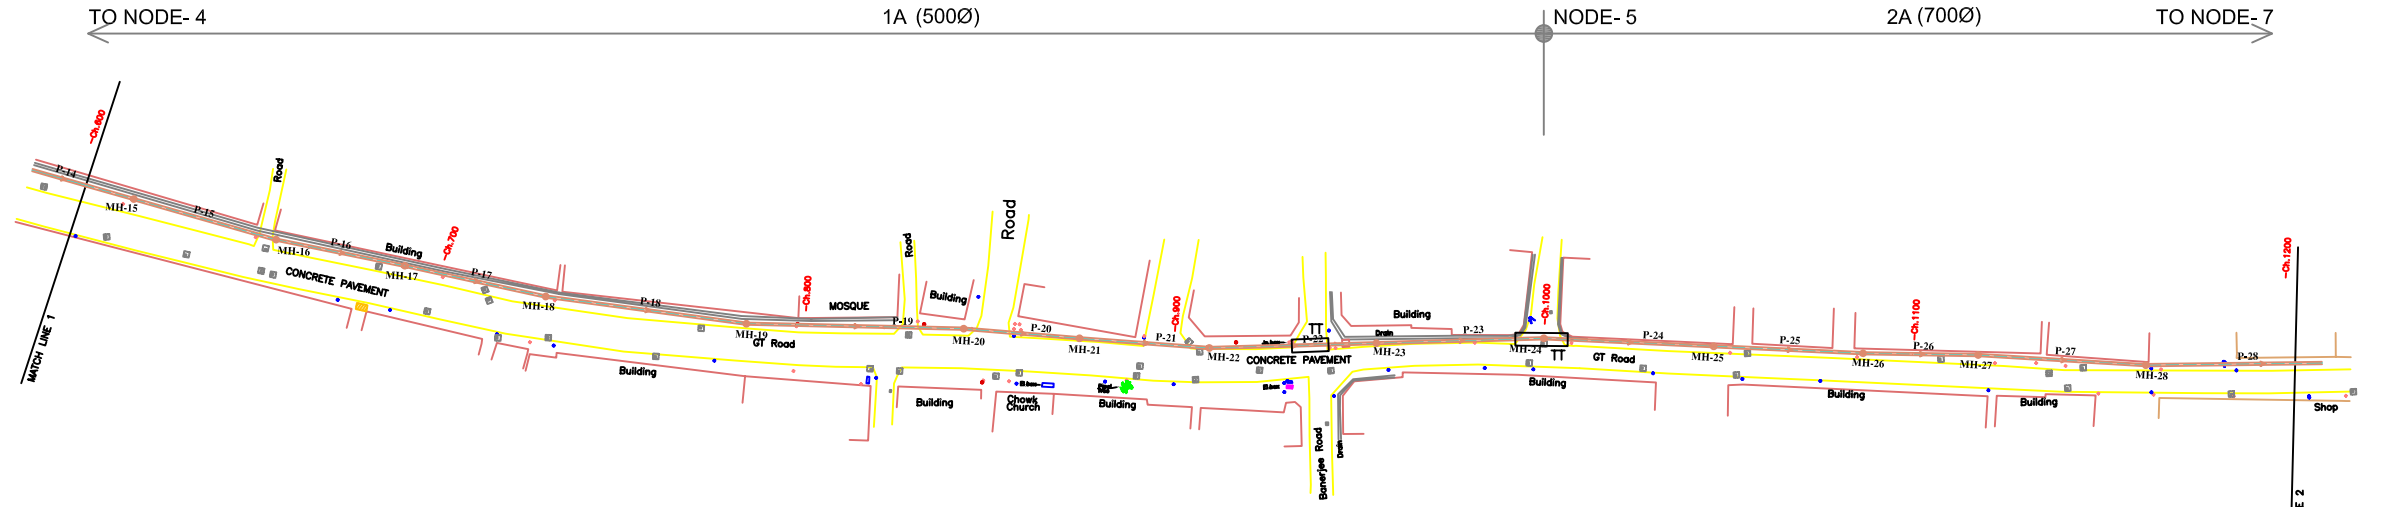 TO NODE- 4
1A (500Ø)
NODE- 5
2A (700Ø)
TO NODE- 7
Ch.600
P-14
MH-15
P-15
Road
MH-16
P-16
Building
Ch.700
MH-17
CONCRETE PAVEMENT
P-17
MH-18
P-18
MH-19
GT Road
Ch.800
MOSQUE
P-19
Road
Building
MH-20
Road
P-20
MH-21
P-21
Ch.900
MH-22
TT
P-22
CONCRETE PAVEMENT
Building
Drain
MH-23
P-23
MH-24
TT
Ch.1000
GT Road
P-24
MH-25
P-25
MH-26
Ch.1100
P-26
MH-27
P-27
MH-28
P-28
Ch.1200
MATCH LINE 1
Building
Building
Chowk
Church
Building
Banerjee Road
Drain
Building
Building
Building
Shop
E 2